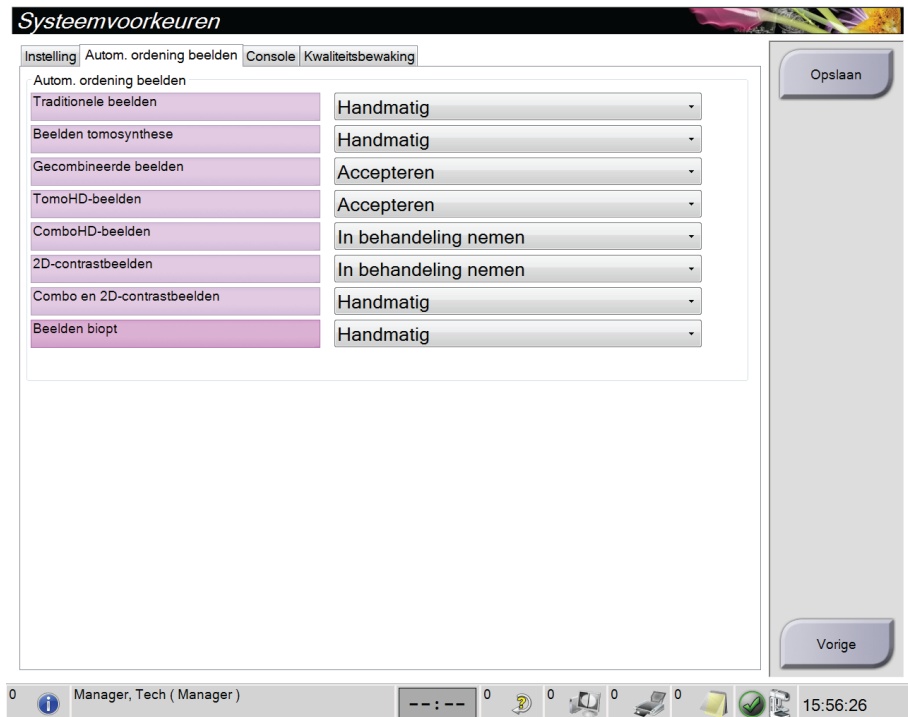 Systeemvoorkeuren
Instelling Autom. ordening beelden Console Kwaliteitsbewaking
Opslaan
Autom. ordening beelden
Traditionele beelden Handmatig
Beelden tomosynthese Handmatig
Gecombineerde beelden Accepteren
TomoHD-beelden Accepteren
ComboHD-beelden In behandeling nemen
2D-contrastbeelden In behandeling nemen
Combo en 2D-contrastbeelden Handmatig
Beelden biopt Handmatig
Vorige
0 Manager, Tech ( Manager ) --:-- 0 0 0 0 15:56:26